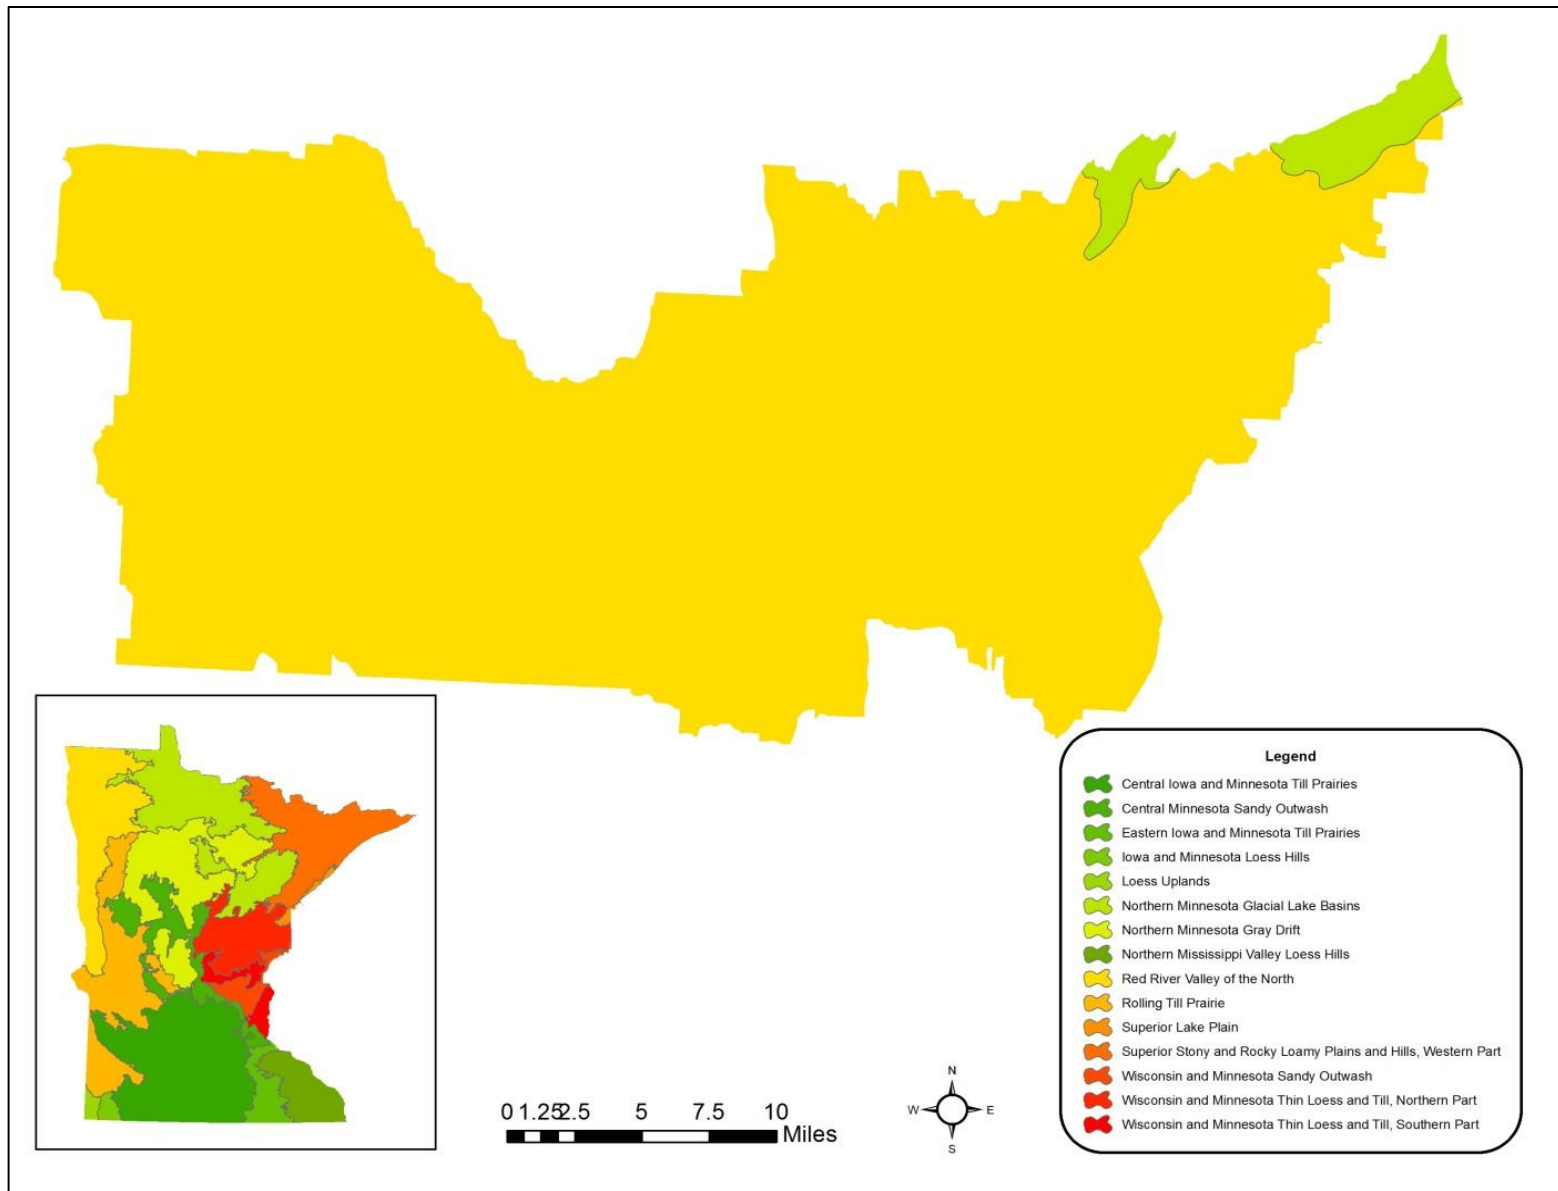 Legend
Central Iowa and Minnesota Till Prairies
Central Minnesota Sandy Outwash
Eastern Iowa and Minnesota Till Prairies
Iowa and Minnesota Loess Hills
Loess Uplands
Northern Minnesota Glacial Lake Basins
Northern Minnesota Gray Drift
Northern Mississippi Valley Loess Hills
Red River Valley of the North
Rolling Till Prairie
Superior Lake Plain
Superior Stony and Rocky Loamy Plains and Hills, Western Part
Wisconsin and Minnesota Sandy Outwash
Wisconsin and Minnesota Thin Loess and Till, Northern Part
Wisconsin and Minnesota Thin Loess and Till, Southern Part
N
W E
S
0 1.25 2.5 5 7.5 10
Miles